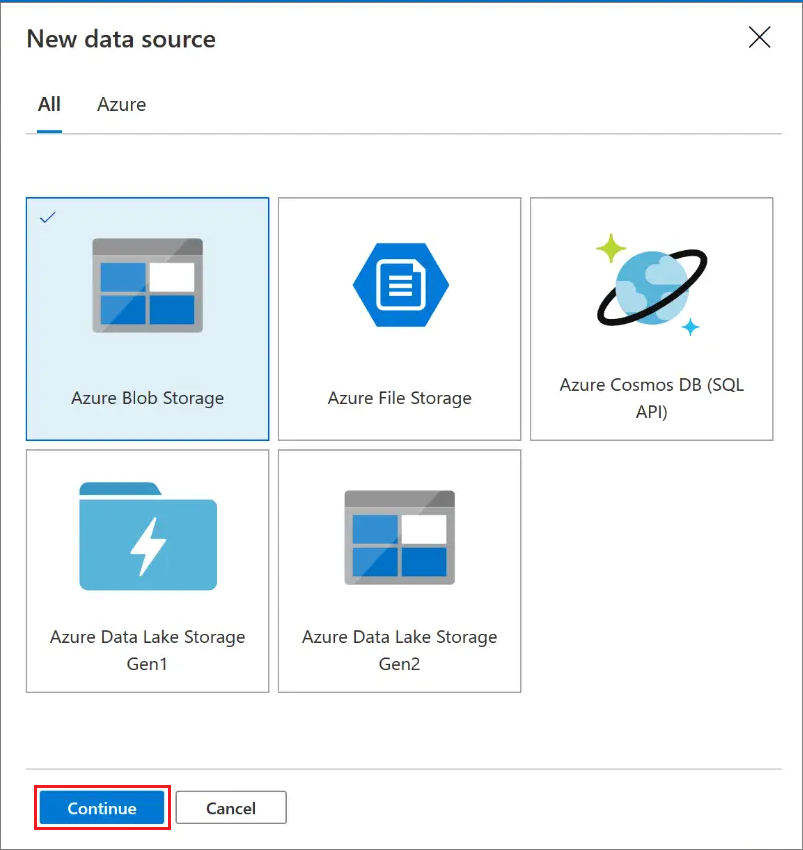 New data source
All
Azure
Azure Blob Storage
Azure File Storage
Azure Cosmos DB (SQL
API)
Azure Data Lake Storage
Gen1
Azure Data Lake Storage
Gen2
Continue
Cancel